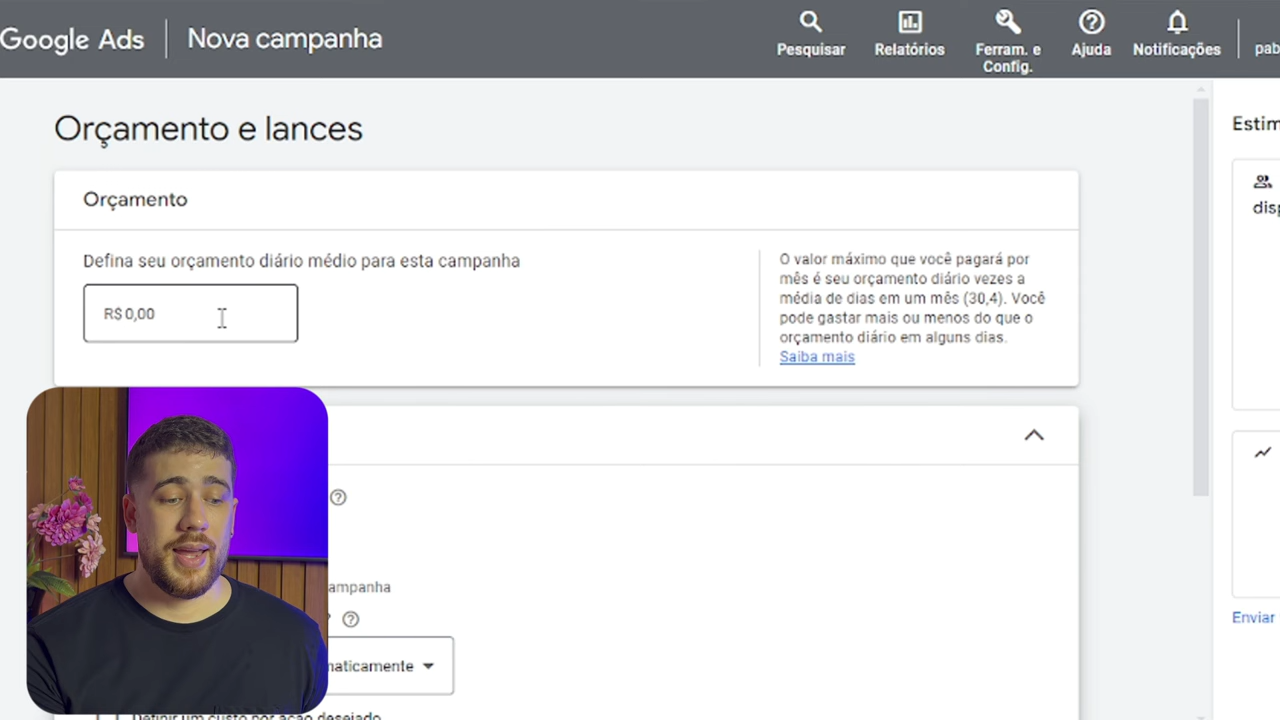 Google Ads
Nova campanha
Pesquisar
Relatórios
Ferram. e
Config.
Ajuda
Notificações
pab
Orçamento e lances
Orçamento
Defina seu orçamento diário médio para esta campanha
R$ 0,00
O valor máximo que você pagará por
mês é seu orçamento diário vezes a
média de dias em um mês (30,4). Você
pode gastar mais ou menos do que o
orçamento diário em alguns dias.
Saiba mais
ampanha
maticamente
Definir um custo por ação desejado
Estim
disp
Enviar